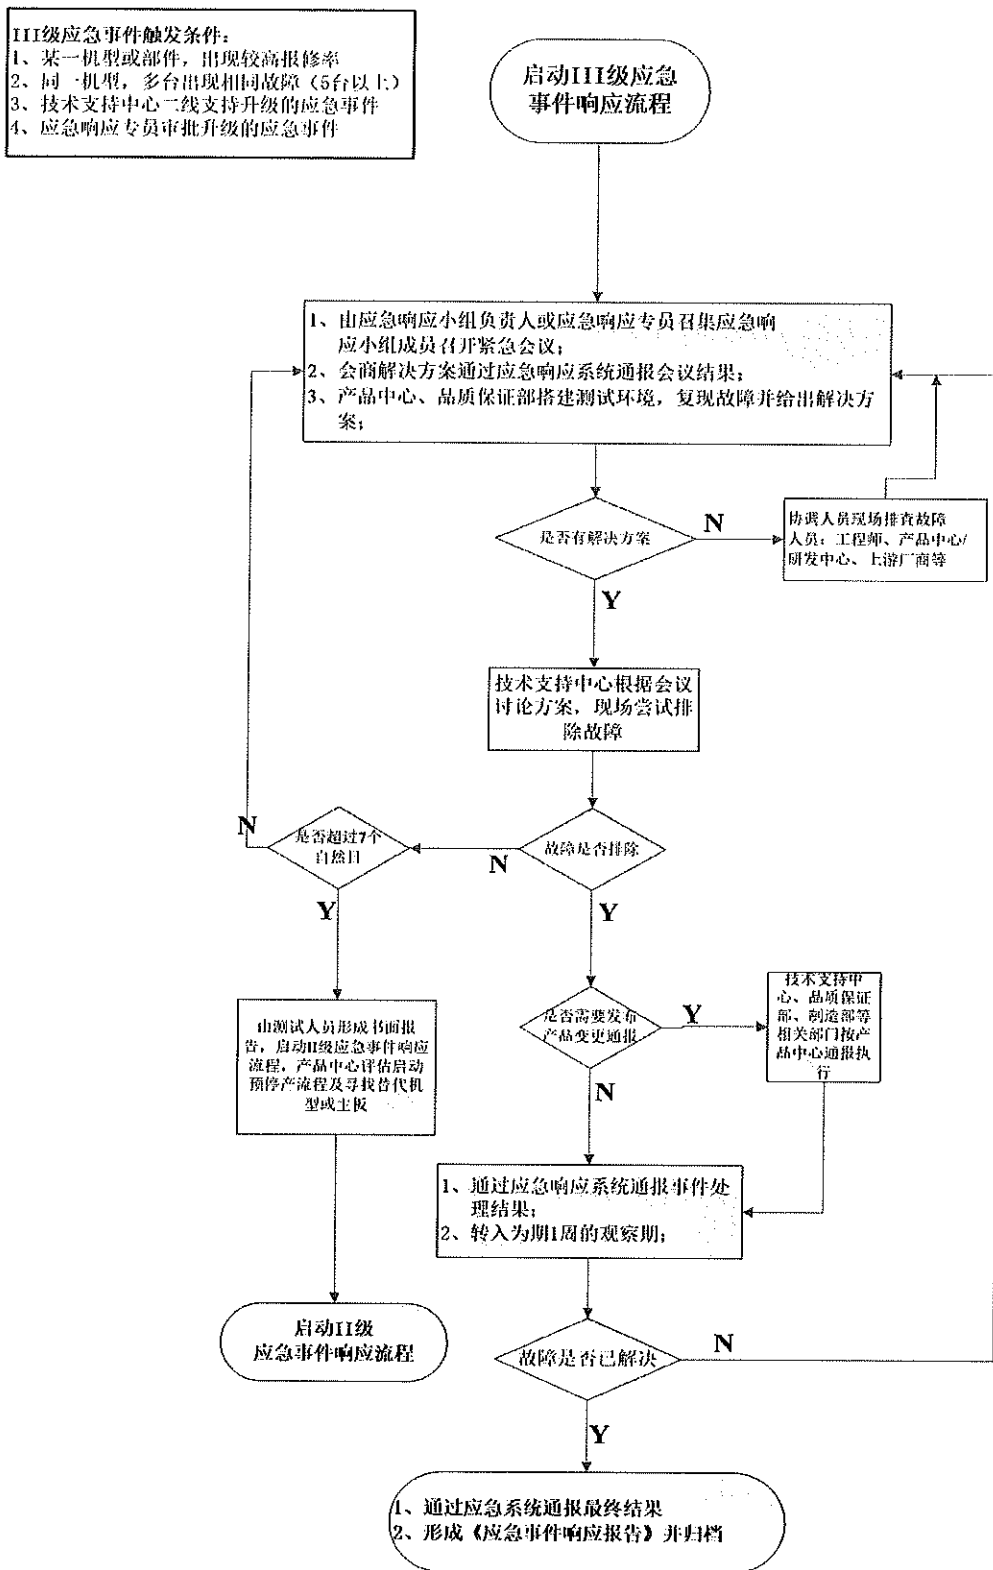 III级应急事件触发条件：
1、某一机型或部件，出现较高报修率
2、同一机型，多台出现相同故障（5台以上）
3、技术支持中心二线支持升级的应急事件
4、应急响应专员审批升级的应急事件
启动III级应急
事件响应流程
1、由应急响应小组负责人或应急响应专员召集应急响
应小组成员召开紧急会议；
2、会商解决方案通过应急响应系统通报会议结果；
3、产品中心、品质保证部搭建测试环境，复现故障并给出解决方
案；
是否有解决方案
N
协调人员现场排查故障
人员：工程师、产品中心/
研发中心、上游厂商等
Y
技术支持中心根据会议
讨论方案，现场尝试排
除故障
N
是否超过7个
自然日
N
故障是否排除
Y
Y
由测试人员形成书面报
告，启动II级应急事件响应
流程，产品中心评估启动
预停产流程及寻找替代机
型或主板
是否需要发布
产品变更通报
Y
技术支持中
心、品质保证
部、制造部等
相关部门按产
品中心通报执
行
N
1、通过应急响应系统通报事件处
理结果；
2、转入为期1周的观察期；
启动II级
应急事件响应流程
故障是否已解决
N
Y
1、通过应急系统通报最终结果
2、形成《应急事件响应报告》并归档